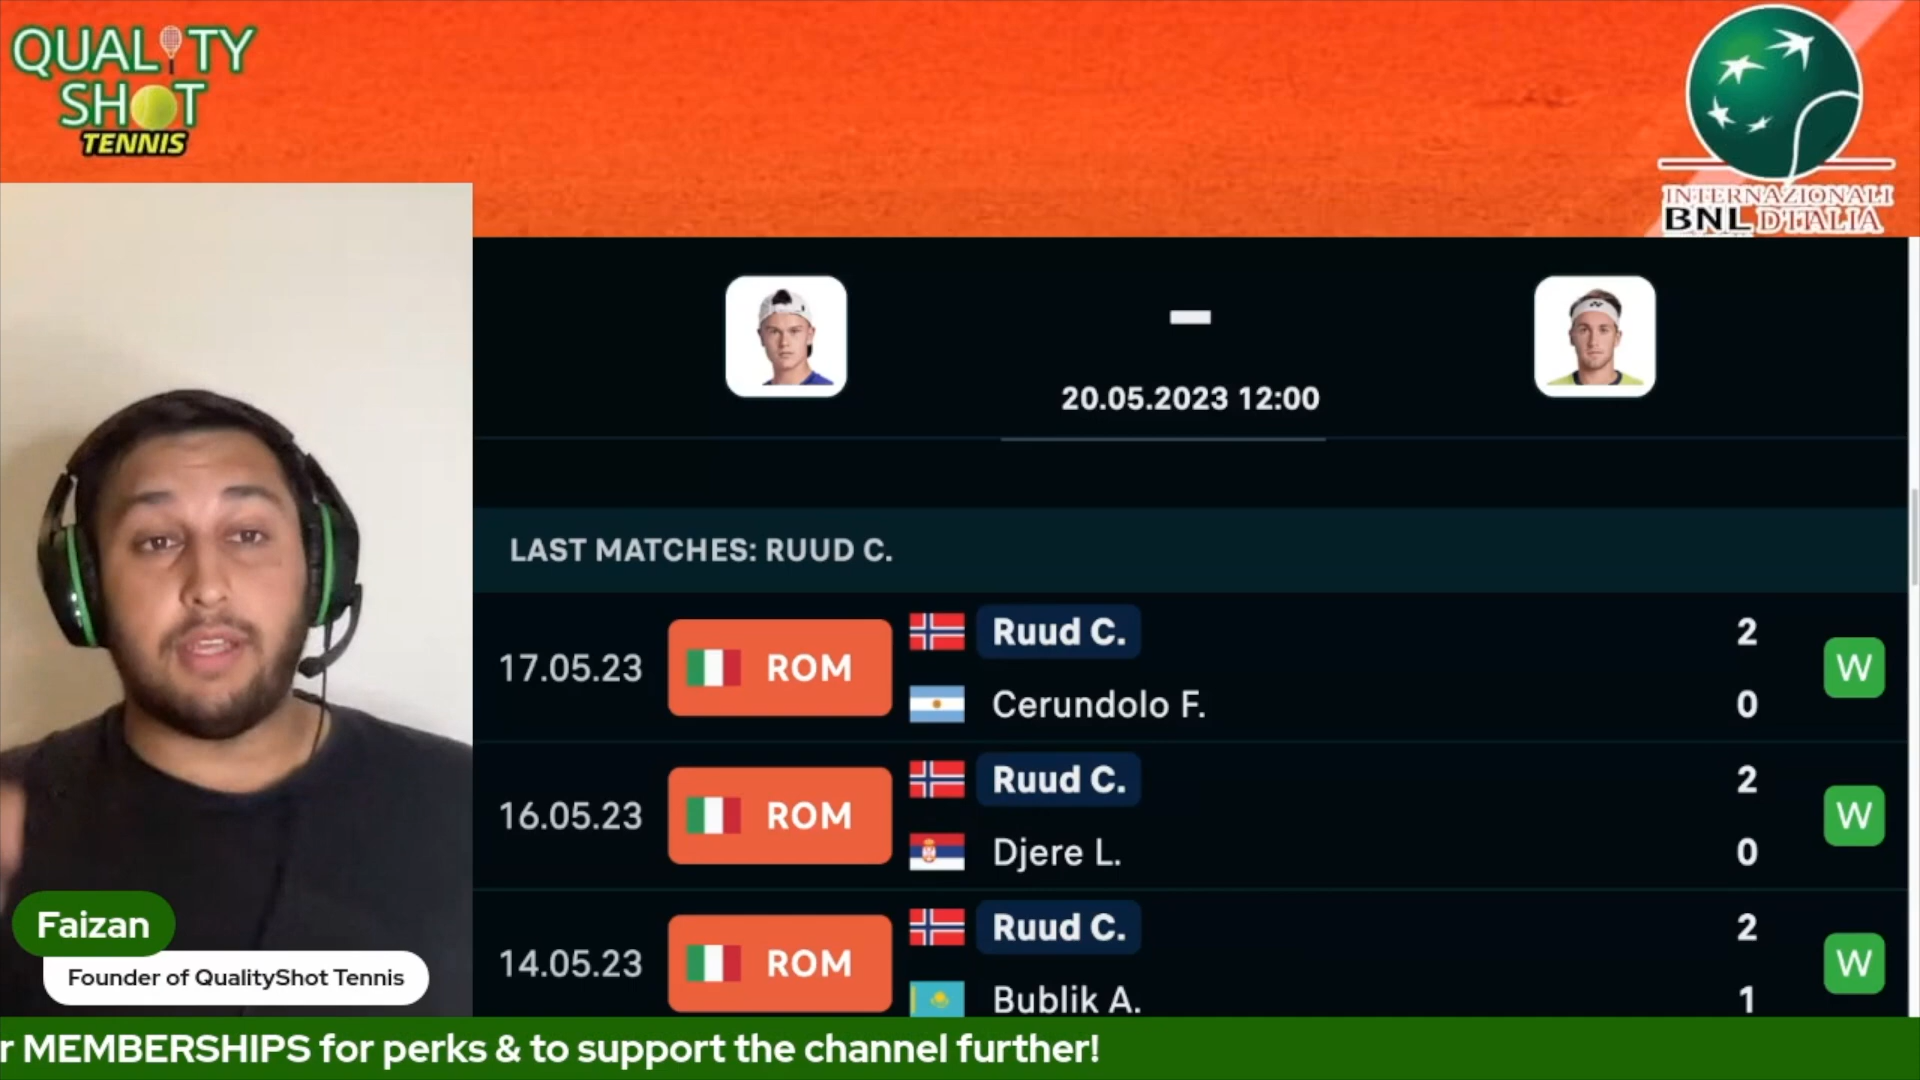 QUALITY
SHOT
TENNIS
INTERNAZIONALI
BNL D'ITALIA
20.05.2023 12:00
LAST MATCHES: RUUD C.
17.05.23 ROM Ruud C. 2 W
Cerundolo F. 0
16.05.23 ROM Ruud C. 2 W
Djere L. 0
14.05.23 ROM Ruud C. 2 W
Bublik A. 1
Faizan
Founder of QualityShot Tennis
r MEMBERSHIPS for perks & to support the channel further!